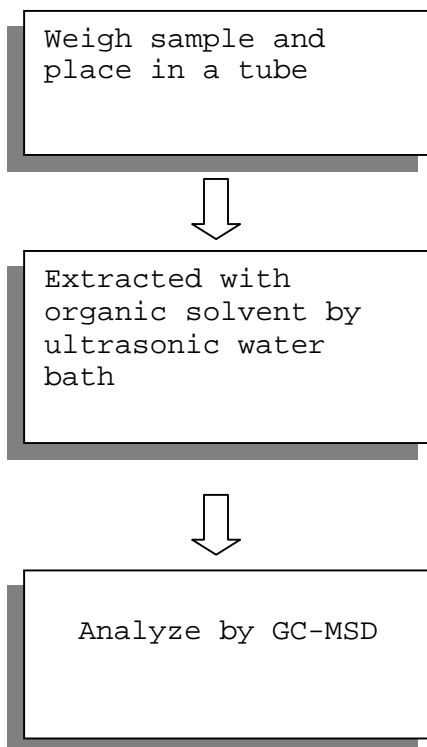 Weigh sample and
place in a tube
Extracted with
organic solvent by
ultrasonic water
bath
Analyze by GC-MSD